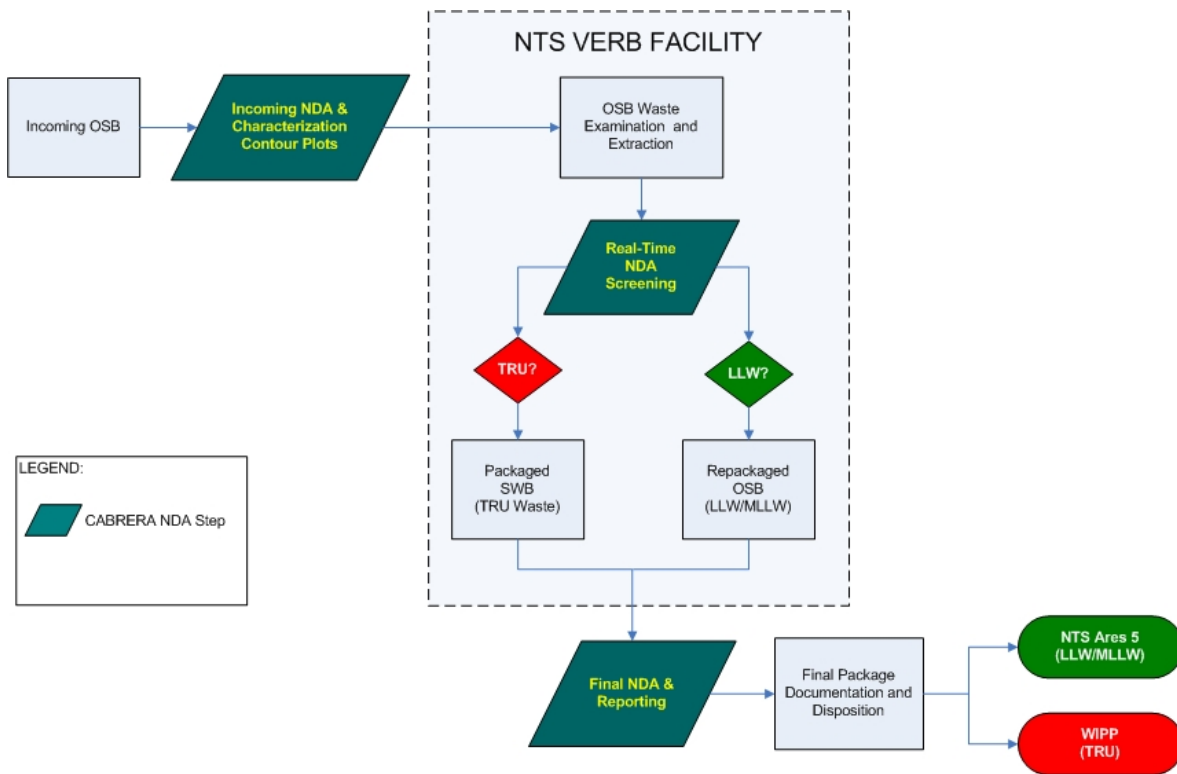 NTS VERB FACILITY
Incoming OSB
Incoming NDA &
Characterization
Contour Plots
OSB Waste
Examination and
Extraction
Real-Time
NDA
Screening
TRU?
LLW?
Packaged
SWB
(TRU Waste)
Repackaged
OSB
(LLW/MLLW)
LEGEND:
CABRERA NDA Step
Final NDA &
Reporting
Final Package
Documentation and
Disposition
NTS Ares 5
(LLW/MLLW)
WIPP
(TRU)